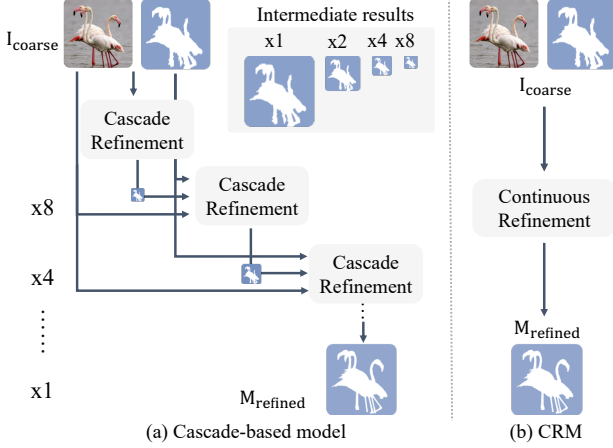 I_coarse
Intermediate results
x1 x2 x4 x8
I_coarse
Cascade
Refinement
Cascade
Refinement
Continuous
Refinement
x8
Cascade
Refinement
x4
M_refined
x1
M_refined
(a) Cascade-based model
(b) CRM